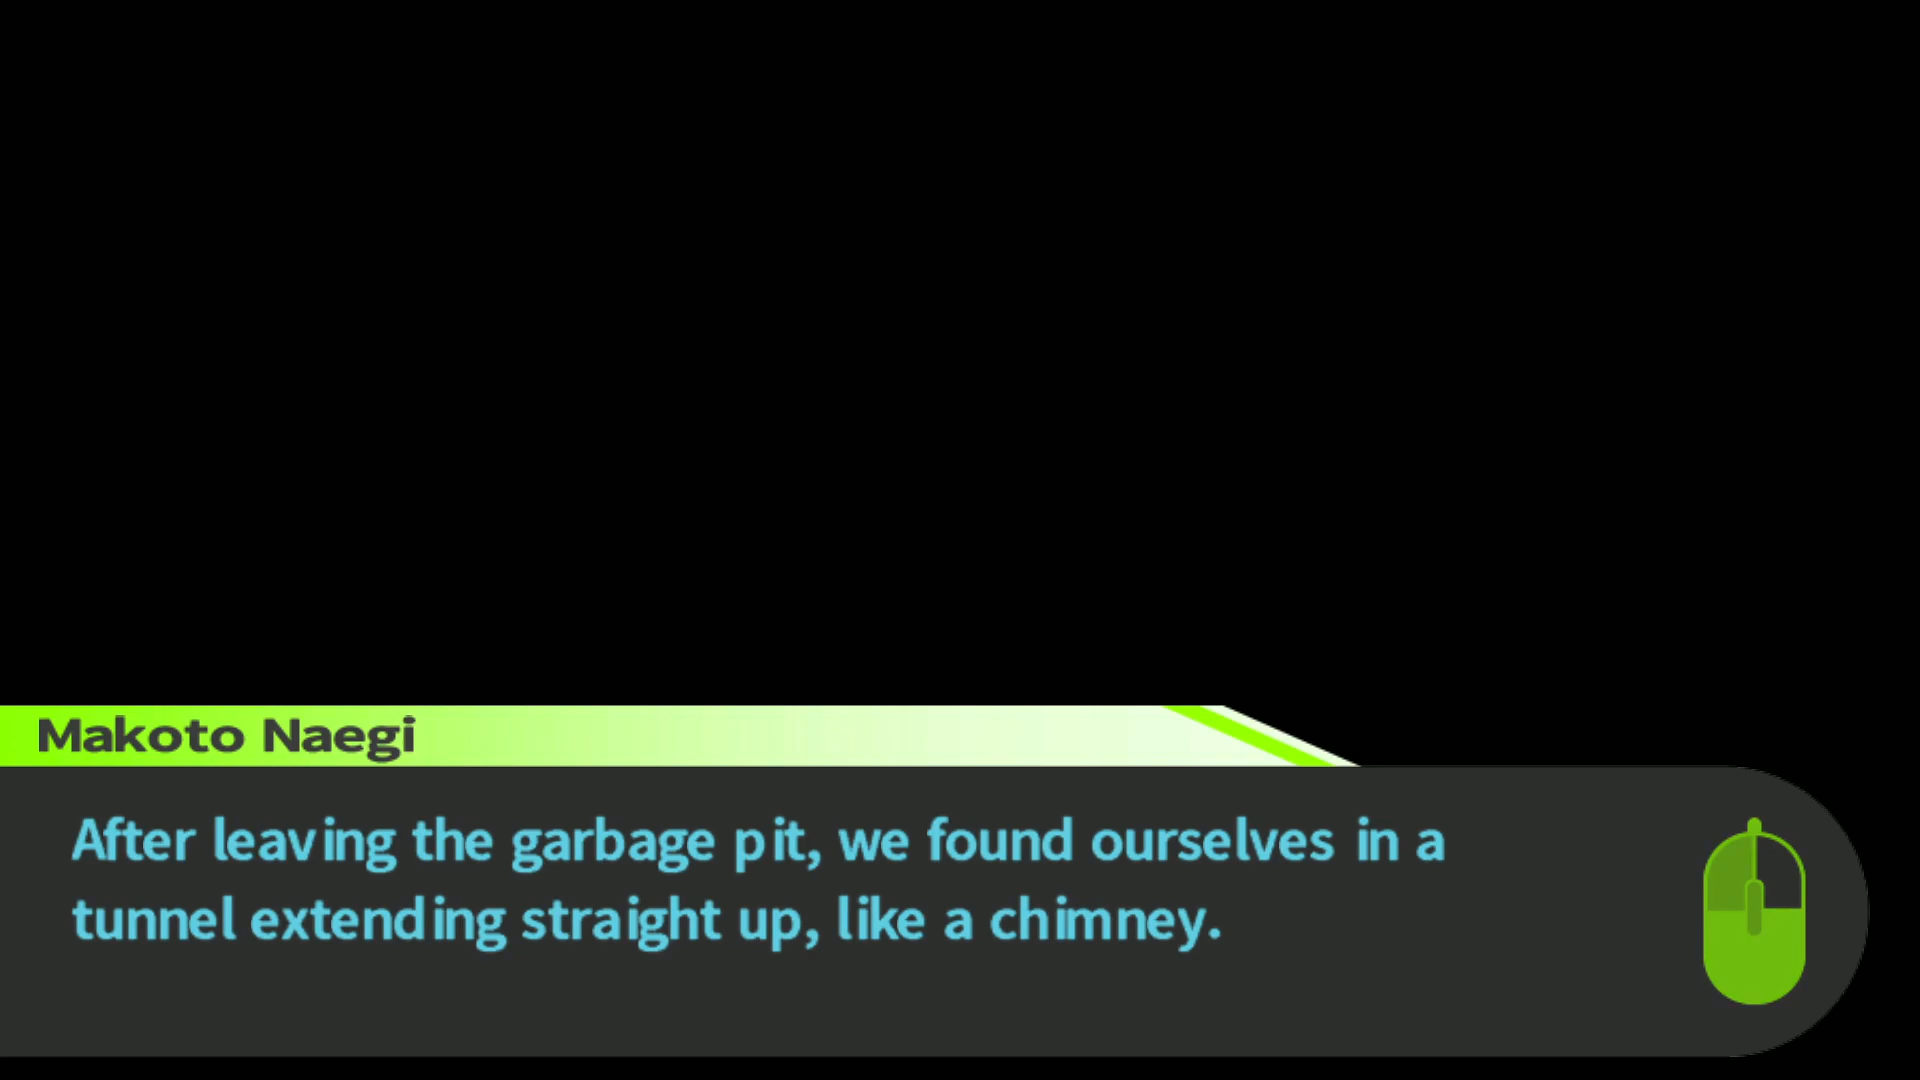 Makoto Naegi
After leaving the garbage pit, we found ourselves in a
tunnel extending straight up, like a chimney.